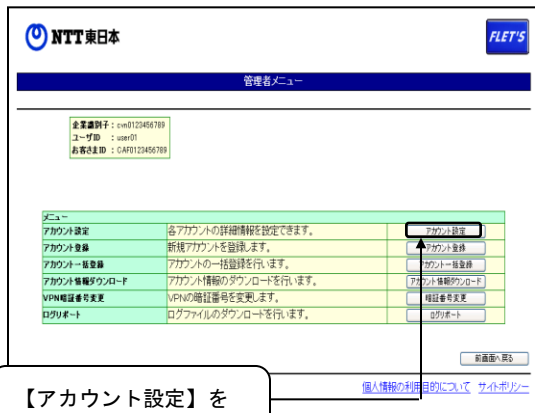 NTT東日本
FLET'S
管理者メニュー
企業識別子：cvn0123456789
ユーザID ：user01
お客さまID ：CAF0123456789
メニュー
アカウント設定 各アカウントの詳細情報を設定できます。 アカウント設定
アカウント登録 新規アカウントを登録します。 アカウント登録
アカウント一括登録 アカウントの一括登録を行います。 アカウント一括登録
アカウント情報ダウンロード アカウント情報のダウンロードを行います。 アカウント情報ダウンロード
VPN暗証番号変更 VPNの暗証番号を変更します。 暗証番号変更
ログリポート ログファイルのダウンロードを行います。 ログリポート
前画面へ戻る
個人情報の利用目的について サイトポリシー
【アカウント設定】を